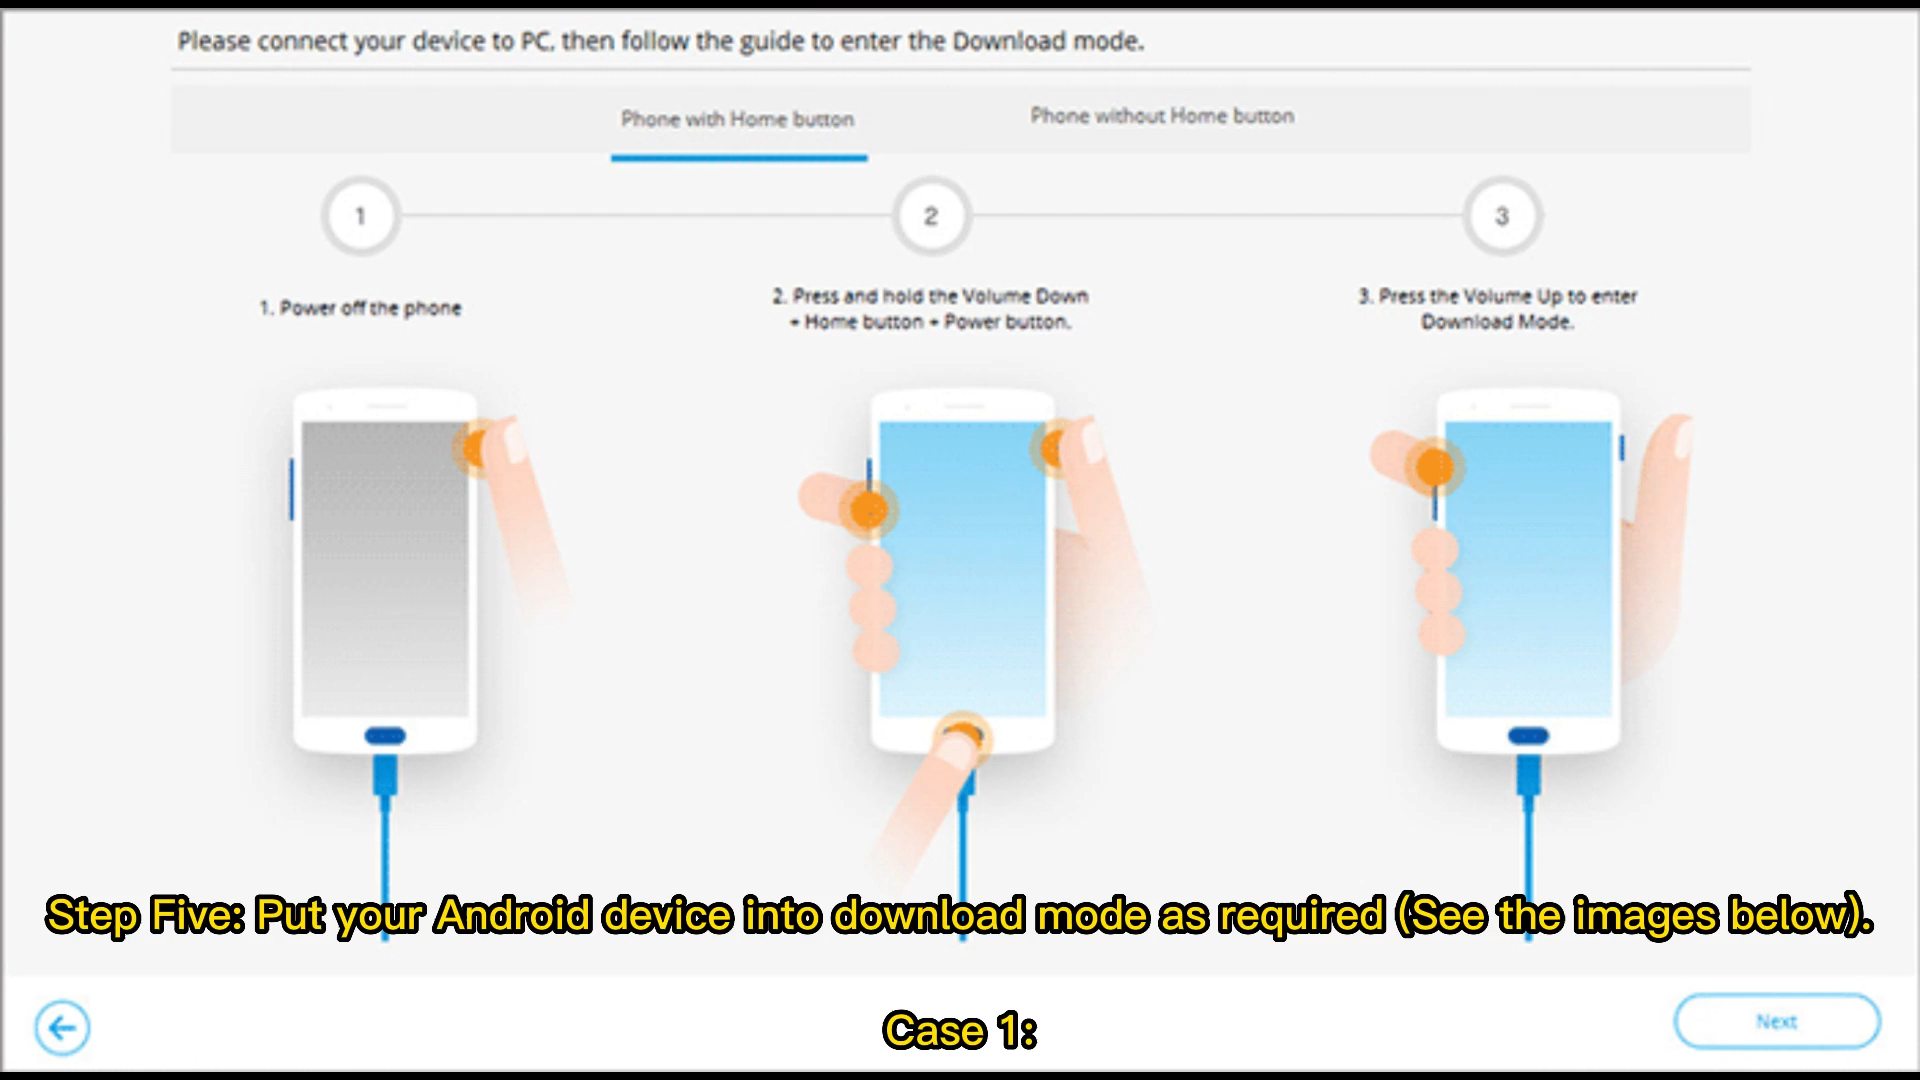 Please connect your device to PC, then follow the guide to enter the Download mode.
Phone with Home button
Phone without Home button
1
2
3
1. Power off the phone
2. Press and hold the Volume Down
+ Home button + Power button.
3. Press the Volume Up to enter
Download Mode.
Step Five: Put your Android device into download mode as required (See the images below).
Case 1:
Next